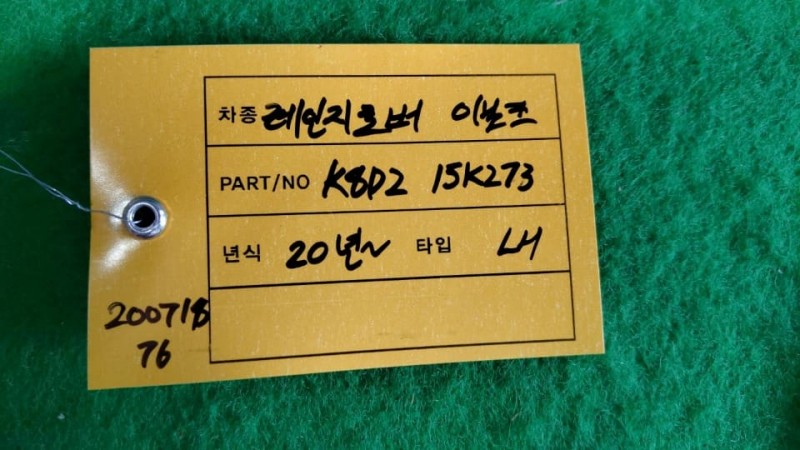 차종 레인지로버 이보크
PART/NO K8D2 15K273
년식 20년~ 타입 LH
200718
76